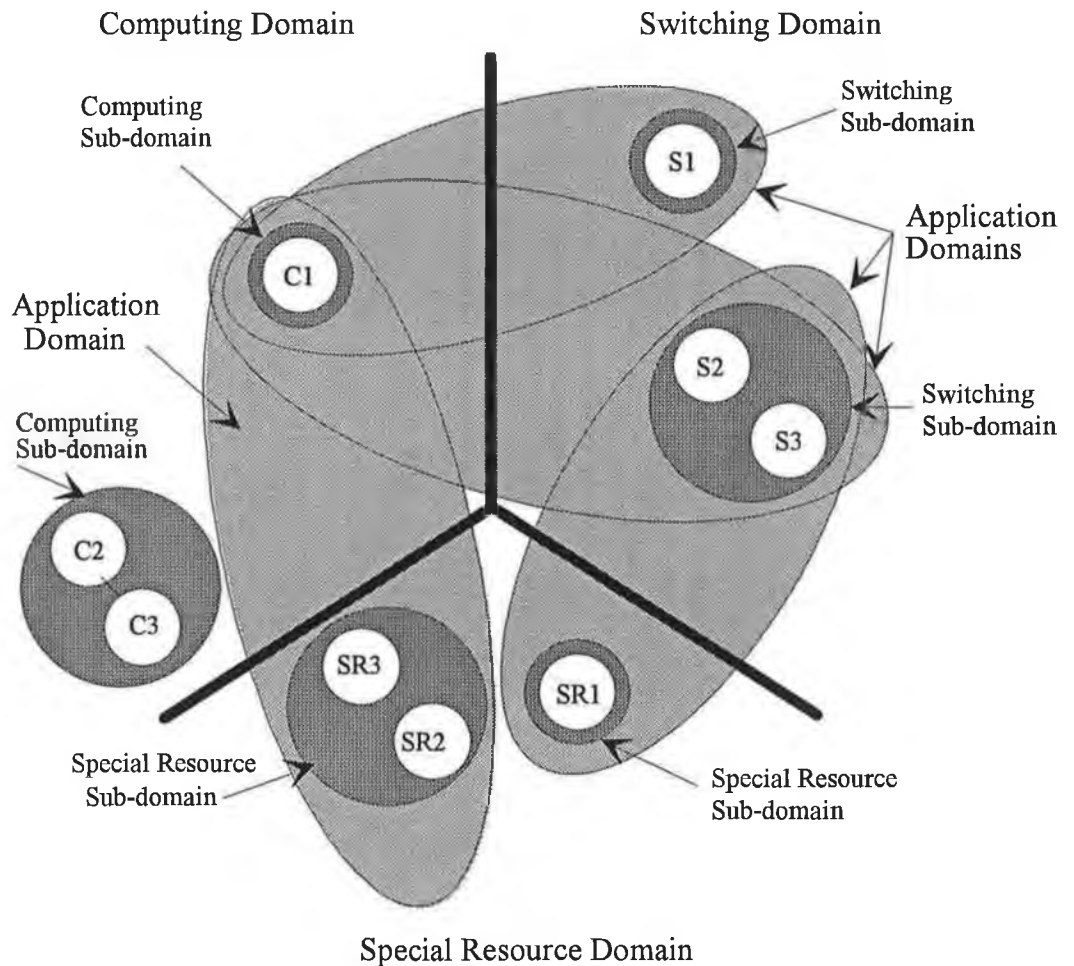 Computing Domain
Switching Domain
Computing
Sub-domain
Switching
Sub-domain
S1
Application
Domains
C1
Application
Domain
S2
S3
Switching
Sub-domain
Computing
Sub-domain
C2
C3
SR3
SR2
SR1
Special Resource
Sub-domain
Special Resource
Sub-domain
Special Resource Domain